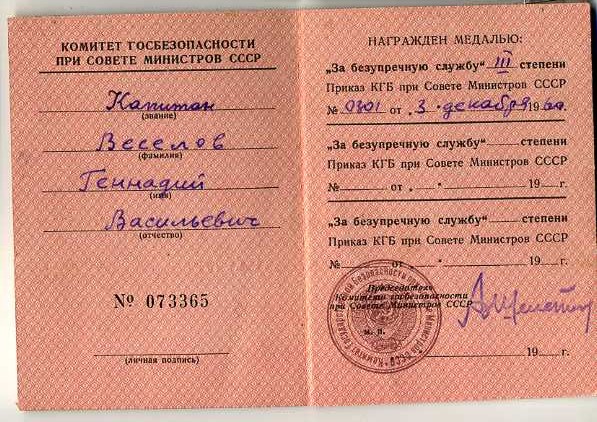 КОМИТЕТ ГОСБЕЗОПАСНОСТИ
ПРИ СОВЕТЕ МИНИСТРОВ СССР
Капитан
(звание)
Веселов
(фамилия)
Геннадий
(имя)
Васильевич
(отчество)
№ 073365
(личная подпись)
НАГРАЖДЕН МЕДАЛЬЮ:
„За безупречную службу“ III степени
Приказ КГБ при Совете Министров СССР
№ 0301 от „3“ декабря 1960г.
„За безупречную службу“ степени
Приказ КГБ при Совете Министров СССР
№ от „ “ 19 г.
„За безупречную службу“ степени
Приказ КГБ при Совете Министров СССР
№ от „ “ 19 г.
Председатель
Комитета госбезопасности
при Совете Министров СССР
м. п.
19 г.